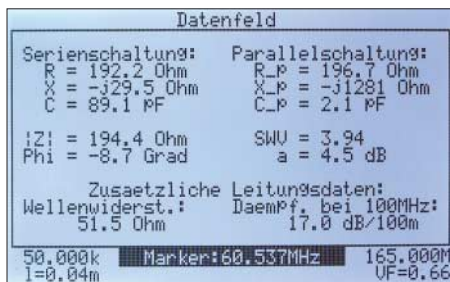 Datenfeld
Serienschaltung: Parallelschaltung:
R = 192.2 Ohm R_p = 196.7 Ohm
X = -j29.5 Ohm X_p = -j1281 Ohm
C = 89.1 pF C_p = 2.1 pF
|Z| = 194.4 Ohm SWV = 3.94
Phi = -8.7 Grad a = 4.5 dB
Zusaetzliche Leitungsdaten:
Wellenwiderst.: Daempf. bei 100MHz:
51.5 Ohm 17.0 dB/100m
50.000k Marker:60.537MHz 165.000M
l=0.04m VF=0.66